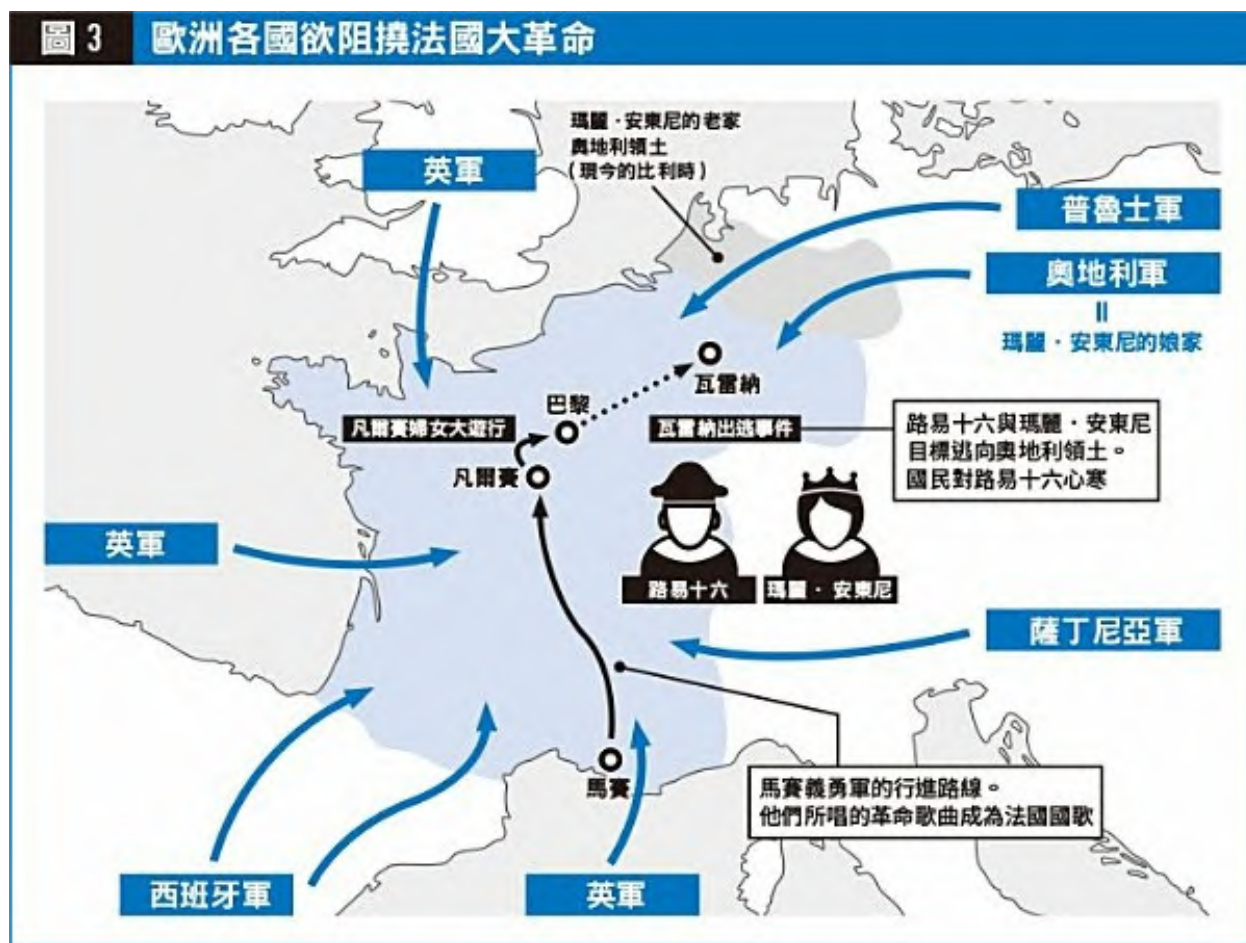 圖 3 歐洲各國欲阻撓法國大革命
瑪麗・安東尼的老家
奧地利領土
(現今的比利時)
英軍
普魯士軍
奧地利軍
=
瑪麗・安東尼的娘家
瓦雷納
巴黎
凡爾賽婦女大遊行
瓦雷納出逃事件
路易十六與瑪麗・安東尼
目標逃向奧地利領土。
國民對路易十六心寒
凡爾賽
英軍
路易十六
瑪麗・安東尼
薩丁尼亞軍
馬賽
馬賽義勇軍的行進路線。
他們所唱的革命歌曲成為法國國歌
西班牙軍
英軍